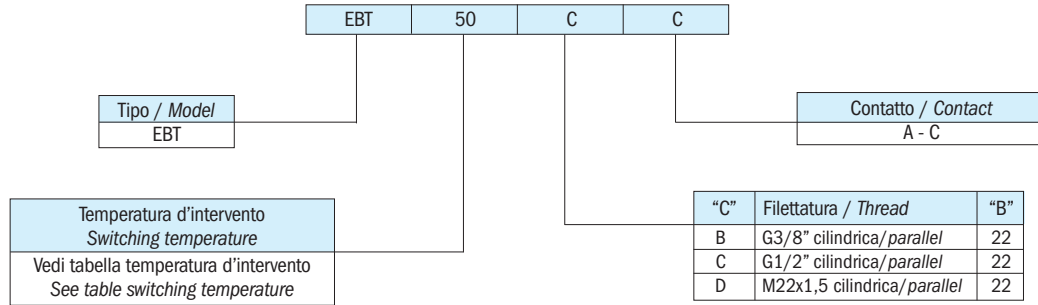 EBT 50 C C
Tipo / Model
EBT
Contatto / Contact
A - C
Temperatura d'intervento
Switching temperature
Vedi tabella temperatura d'intervento
See table switching temperature
"C" Filettatura / Thread "B"
B G3/8" cilindrica/parallel 22
C G1/2" cilindrica/parallel 22
D M22x1,5 cilindrica/parallel 22